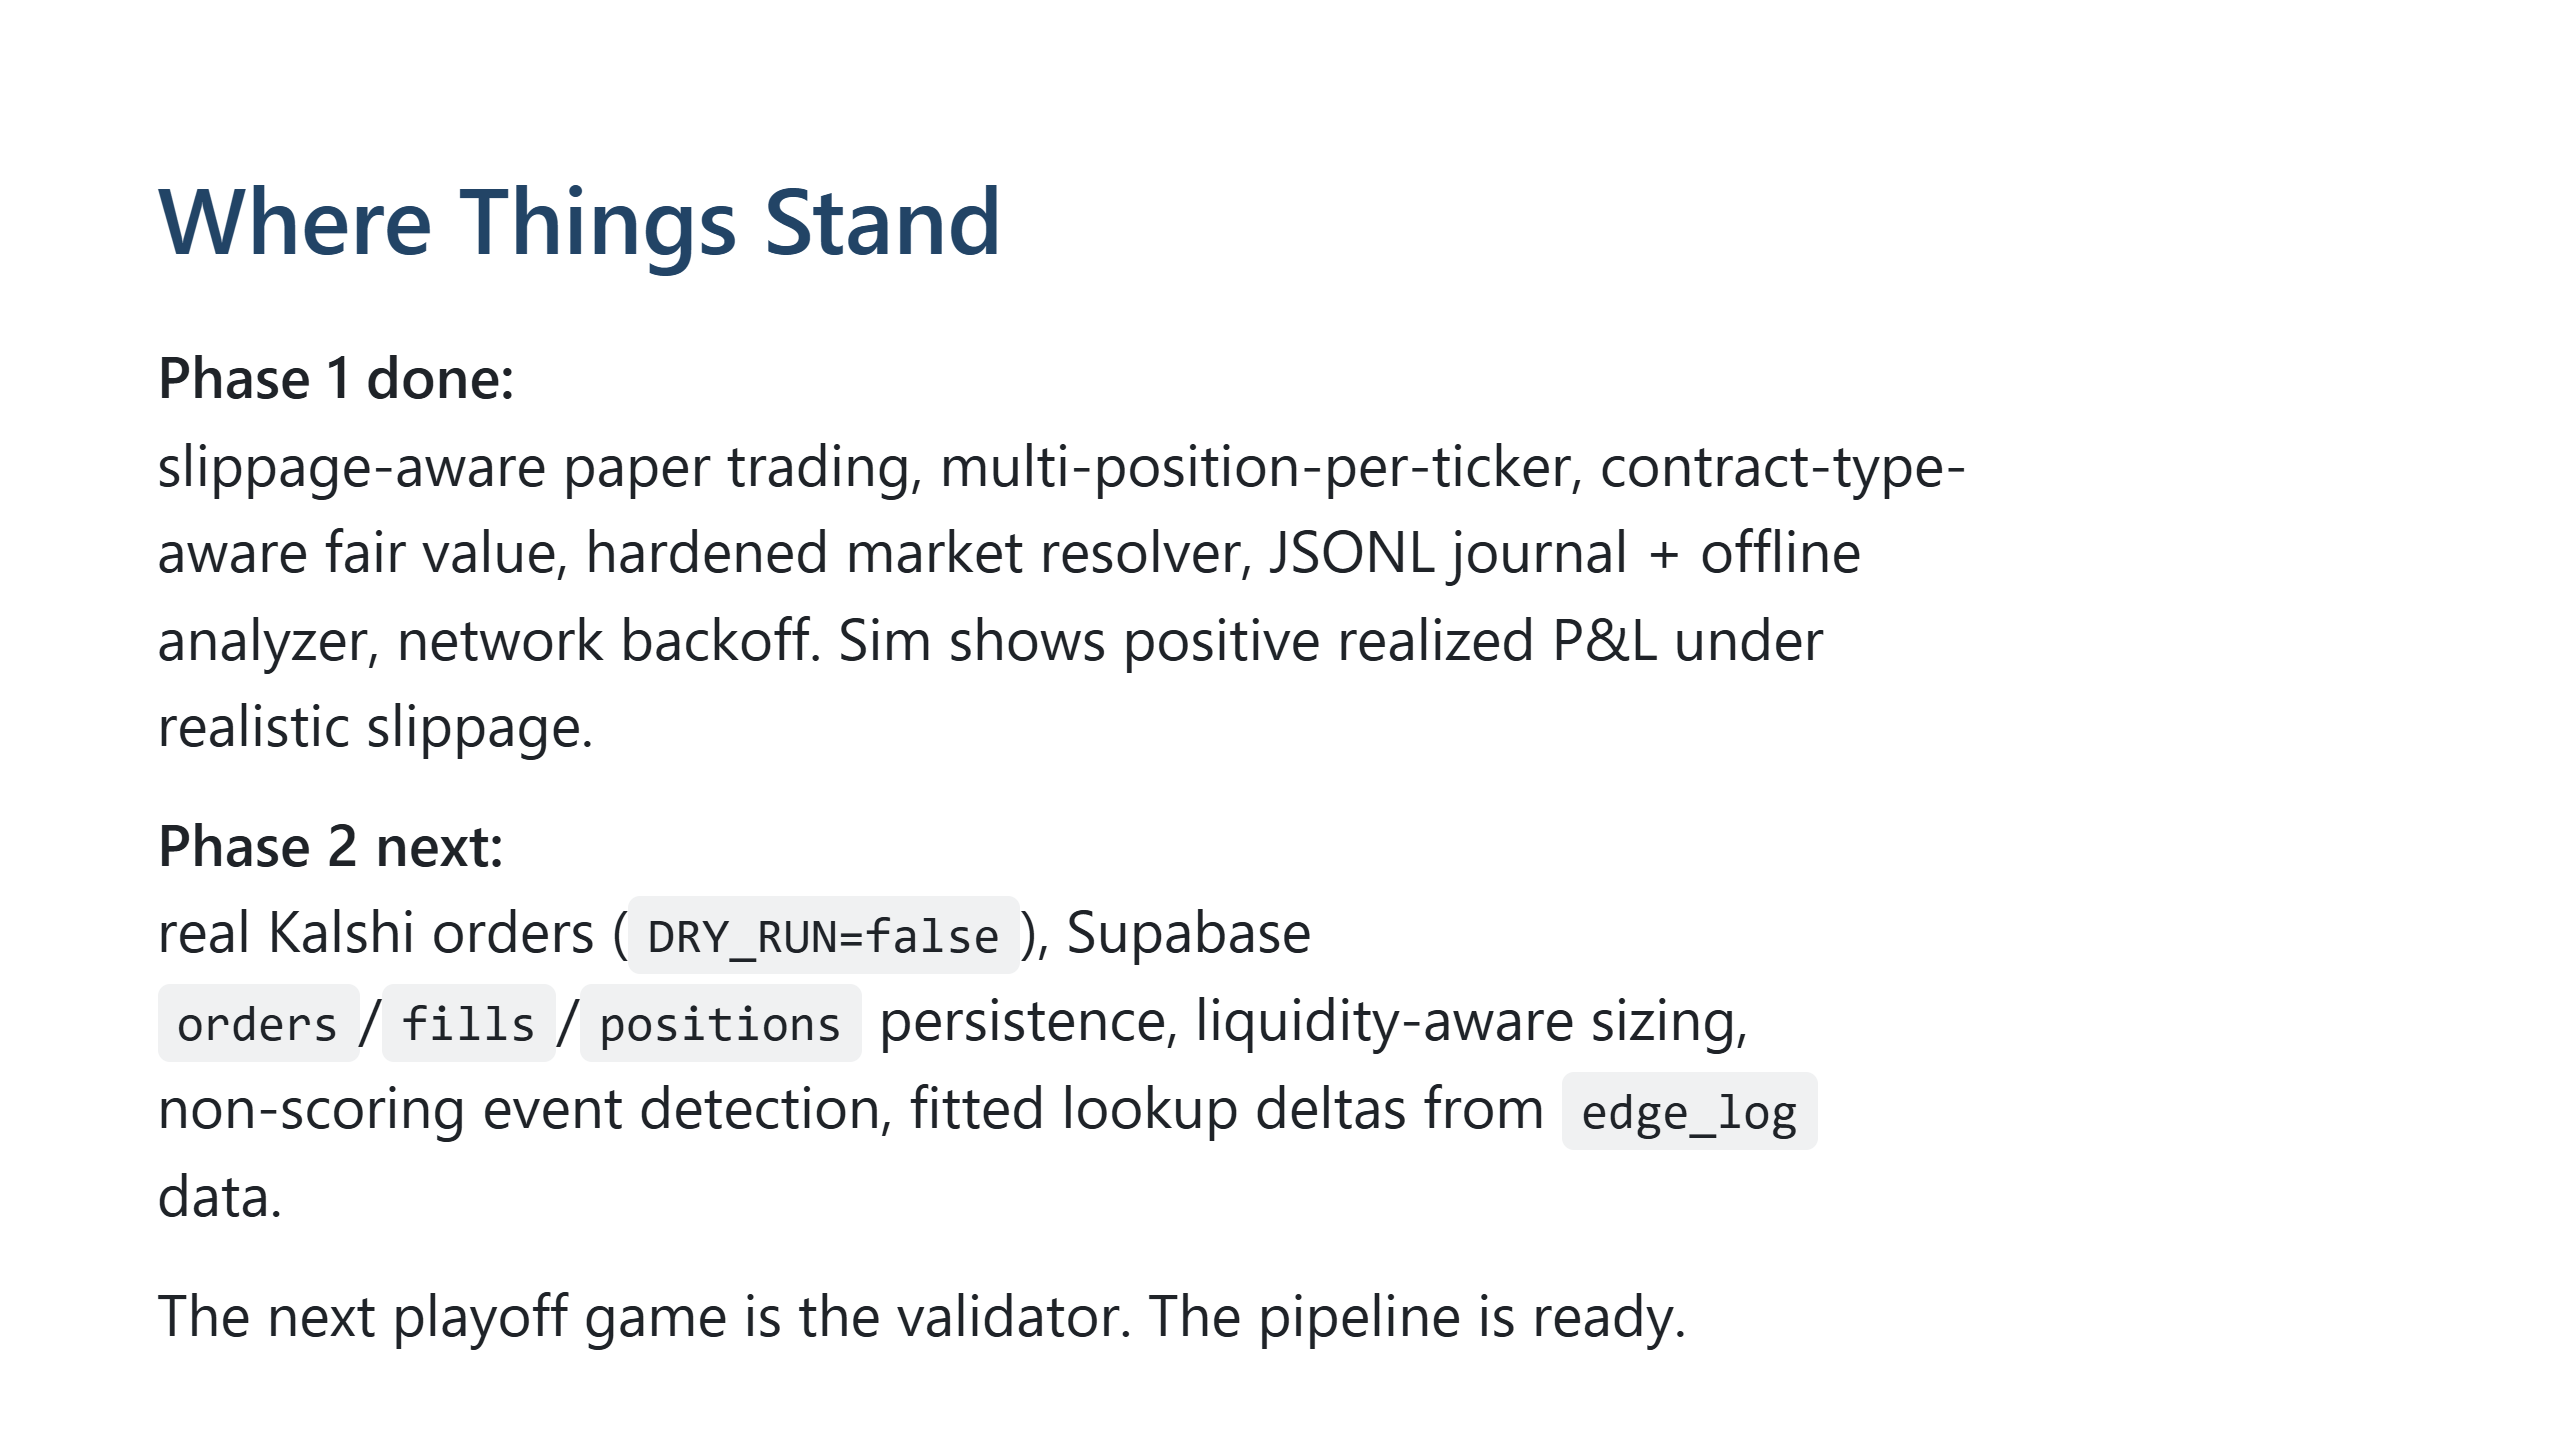 Where Things Stand
Phase 1 done:
slippage-aware paper trading, multi-position-per-ticker, contract-type-
aware fair value, hardened market resolver, JSONL journal + offline
analyzer, network backoff. Sim shows positive realized P&L under
realistic slippage.
Phase 2 next:
real Kalshi orders (DRY_RUN=false), Supabase
orders/fills/positions persistence, liquidity-aware sizing,
non-scoring event detection, fitted lookup deltas from edge_log
data.
The next playoff game is the validator. The pipeline is ready.